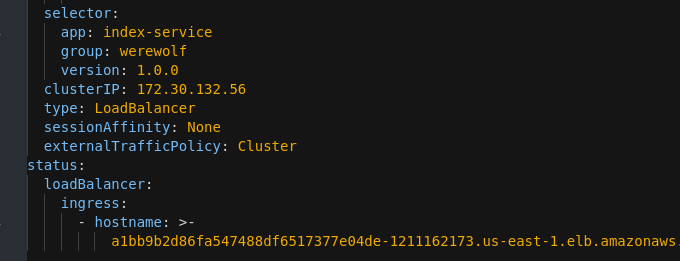 selector:
app: index-service
group: werewolf
version: 1.0.0
clusterIP: 172.30.132.56
type: LoadBalancer
sessionAffinity: None
externalTrafficPolicy: Cluster
status:
loadBalancer:
ingress:
- hostname: >-
a1bb9b2d86fa547488df6517377e04de-1211162173.us-east-1.elb.amazonaws.